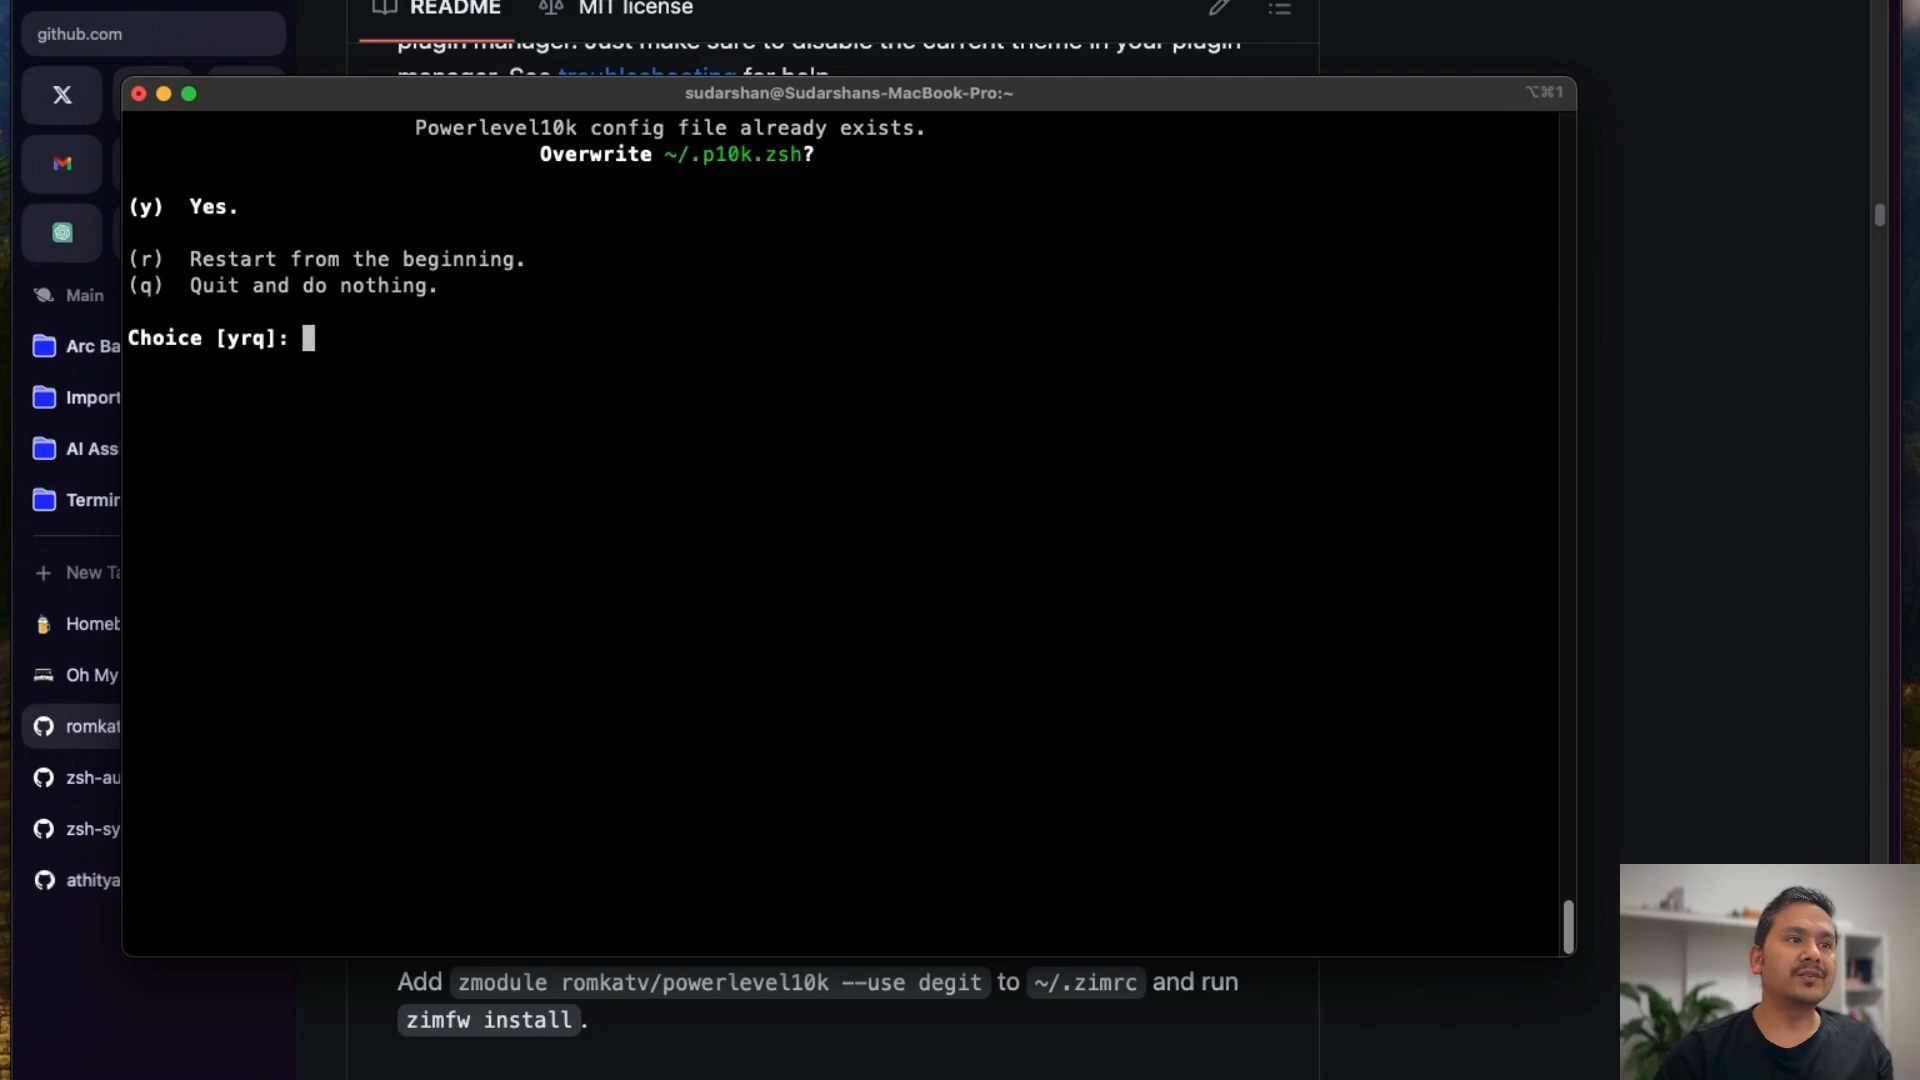 github.com
README
MIT license
plugin manager. Just make sure to disable the current theme in your plugin
manager. See troubleshooting for help.
sudarshan@Sudarshans-MacBook-Pro:~
⌥⌘1
Powerlevel10k config file already exists.
Overwrite ~/.p10k.zsh?
(y) Yes.
(r) Restart from the beginning.
(q) Quit and do nothing.
Choice [yrq]:
Main
Arc Ba
Import
AI Ass
Termin
+ New Ta
Homeb
Oh My
romkat
zsh-au
zsh-sy
athitya
Add zmodule romkatv/powerlevel10k --use degit to ~/.zimrc and run
zimfw install.